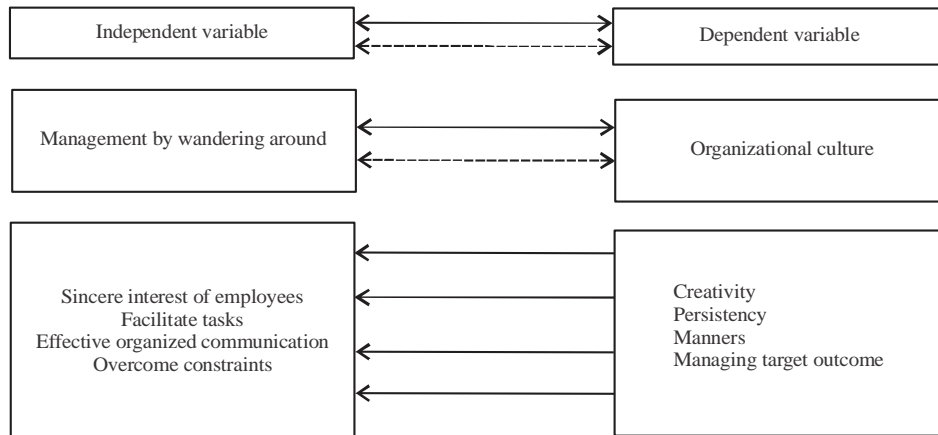 Independent variable
Dependent variable
Management by wandering around
Organizational culture
Sincere interest of employees
Facilitate tasks
Effective organized communication
Overcome constraints
Creativity
Persistency
Manners
Managing target outcome